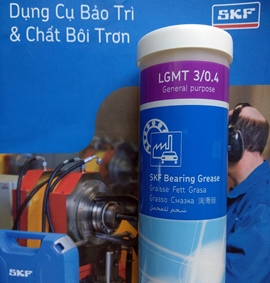 Dụng Cụ Bảo Trì
& Chất Bôi Trơn
SKF
LGMT 3/0.4
General purpose
SKF Bearing Grease
Graisse Fett Grasa
Grasso Смазка 润滑脂
شحم للمحمل
SKF